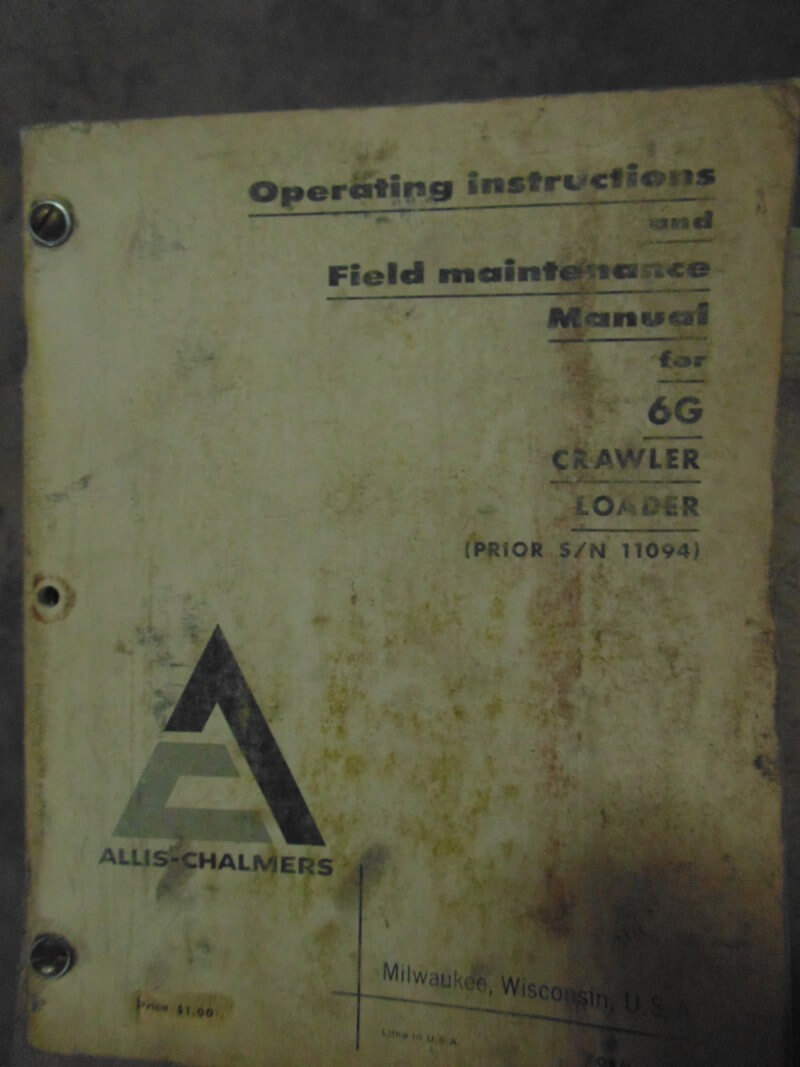 Operating instructions
and
Field maintenance
Manual
for
6G
CRAWLER
LOADER
(PRIOR S/N 11094)
ALLIS-CHALMERS
Milwaukee, Wisconsin, U.S.
Price $1.00
Litho in U.S.A.
FORM